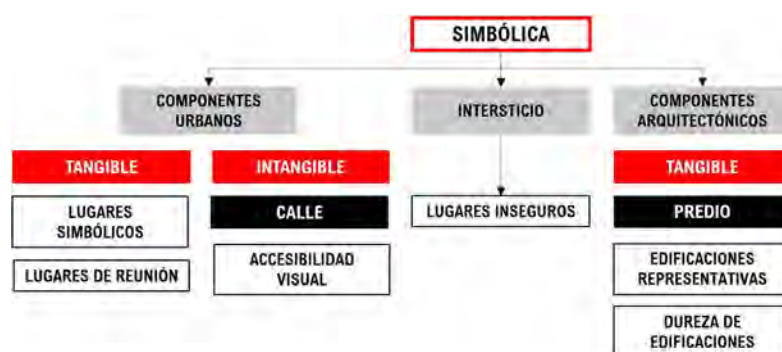 SIMBÓLICA
COMPONENTES
URBANOS
INTERSTICIO
COMPONENTES
ARQUITECTÓNICOS
TANGIBLE
INTANGIBLE
TANGIBLE
LUGARES
SIMBÓLICOS
CALLE
LUGARES INSEGUROS
PREDIO
LUGARES DE REUNIÓN
ACCESIBILIDAD
VISUAL
EDIFICACIONES
REPRESENTATIVAS
DUREZA DE
EDIFICACIONES